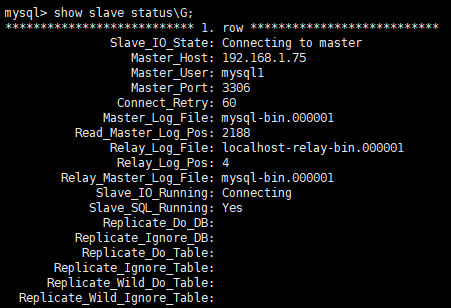 mysql> show slave status\G;
*************************** 1. row ***************************
Slave_IO_State: Connecting to master
Master_Host: 192.168.1.75
Master_User: mysql1
Master_Port: 3306
Connect_Retry: 60
Master_Log_File: mysql-bin.000001
Read_Master_Log_Pos: 2188
Relay_Log_File: localhost-relay-bin.000001
Relay_Log_Pos: 4
Relay_Master_Log_File: mysql-bin.000001
Slave_IO_Running: Connecting
Slave_SQL_Running: Yes
Replicate_Do_DB:
Replicate_Ignore_DB:
Replicate_Do_Table:
Replicate_Ignore_Table:
Replicate_Wild_Do_Table:
Replicate_Wild_Ignore_Table: